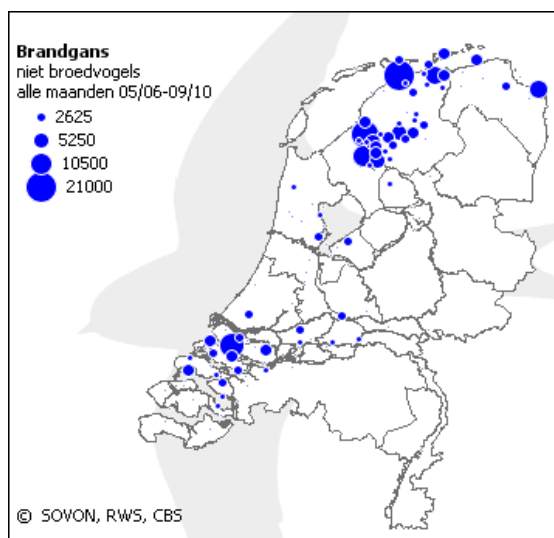 Brandgans
niet broedvogels
alle maanden 05/06-09/10
2625
5250
10500
21000
© SOVON, RWS, CBS